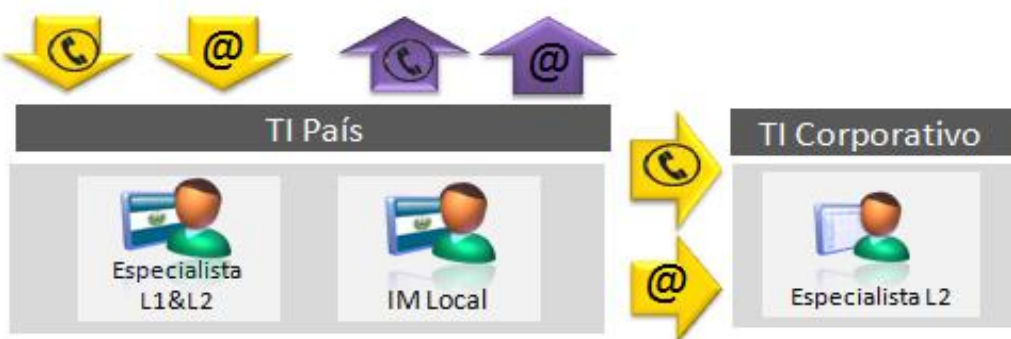 @
@
TI País
TI Corporativo
Especialista
L1&L2
IM Local
@
Especialista L2